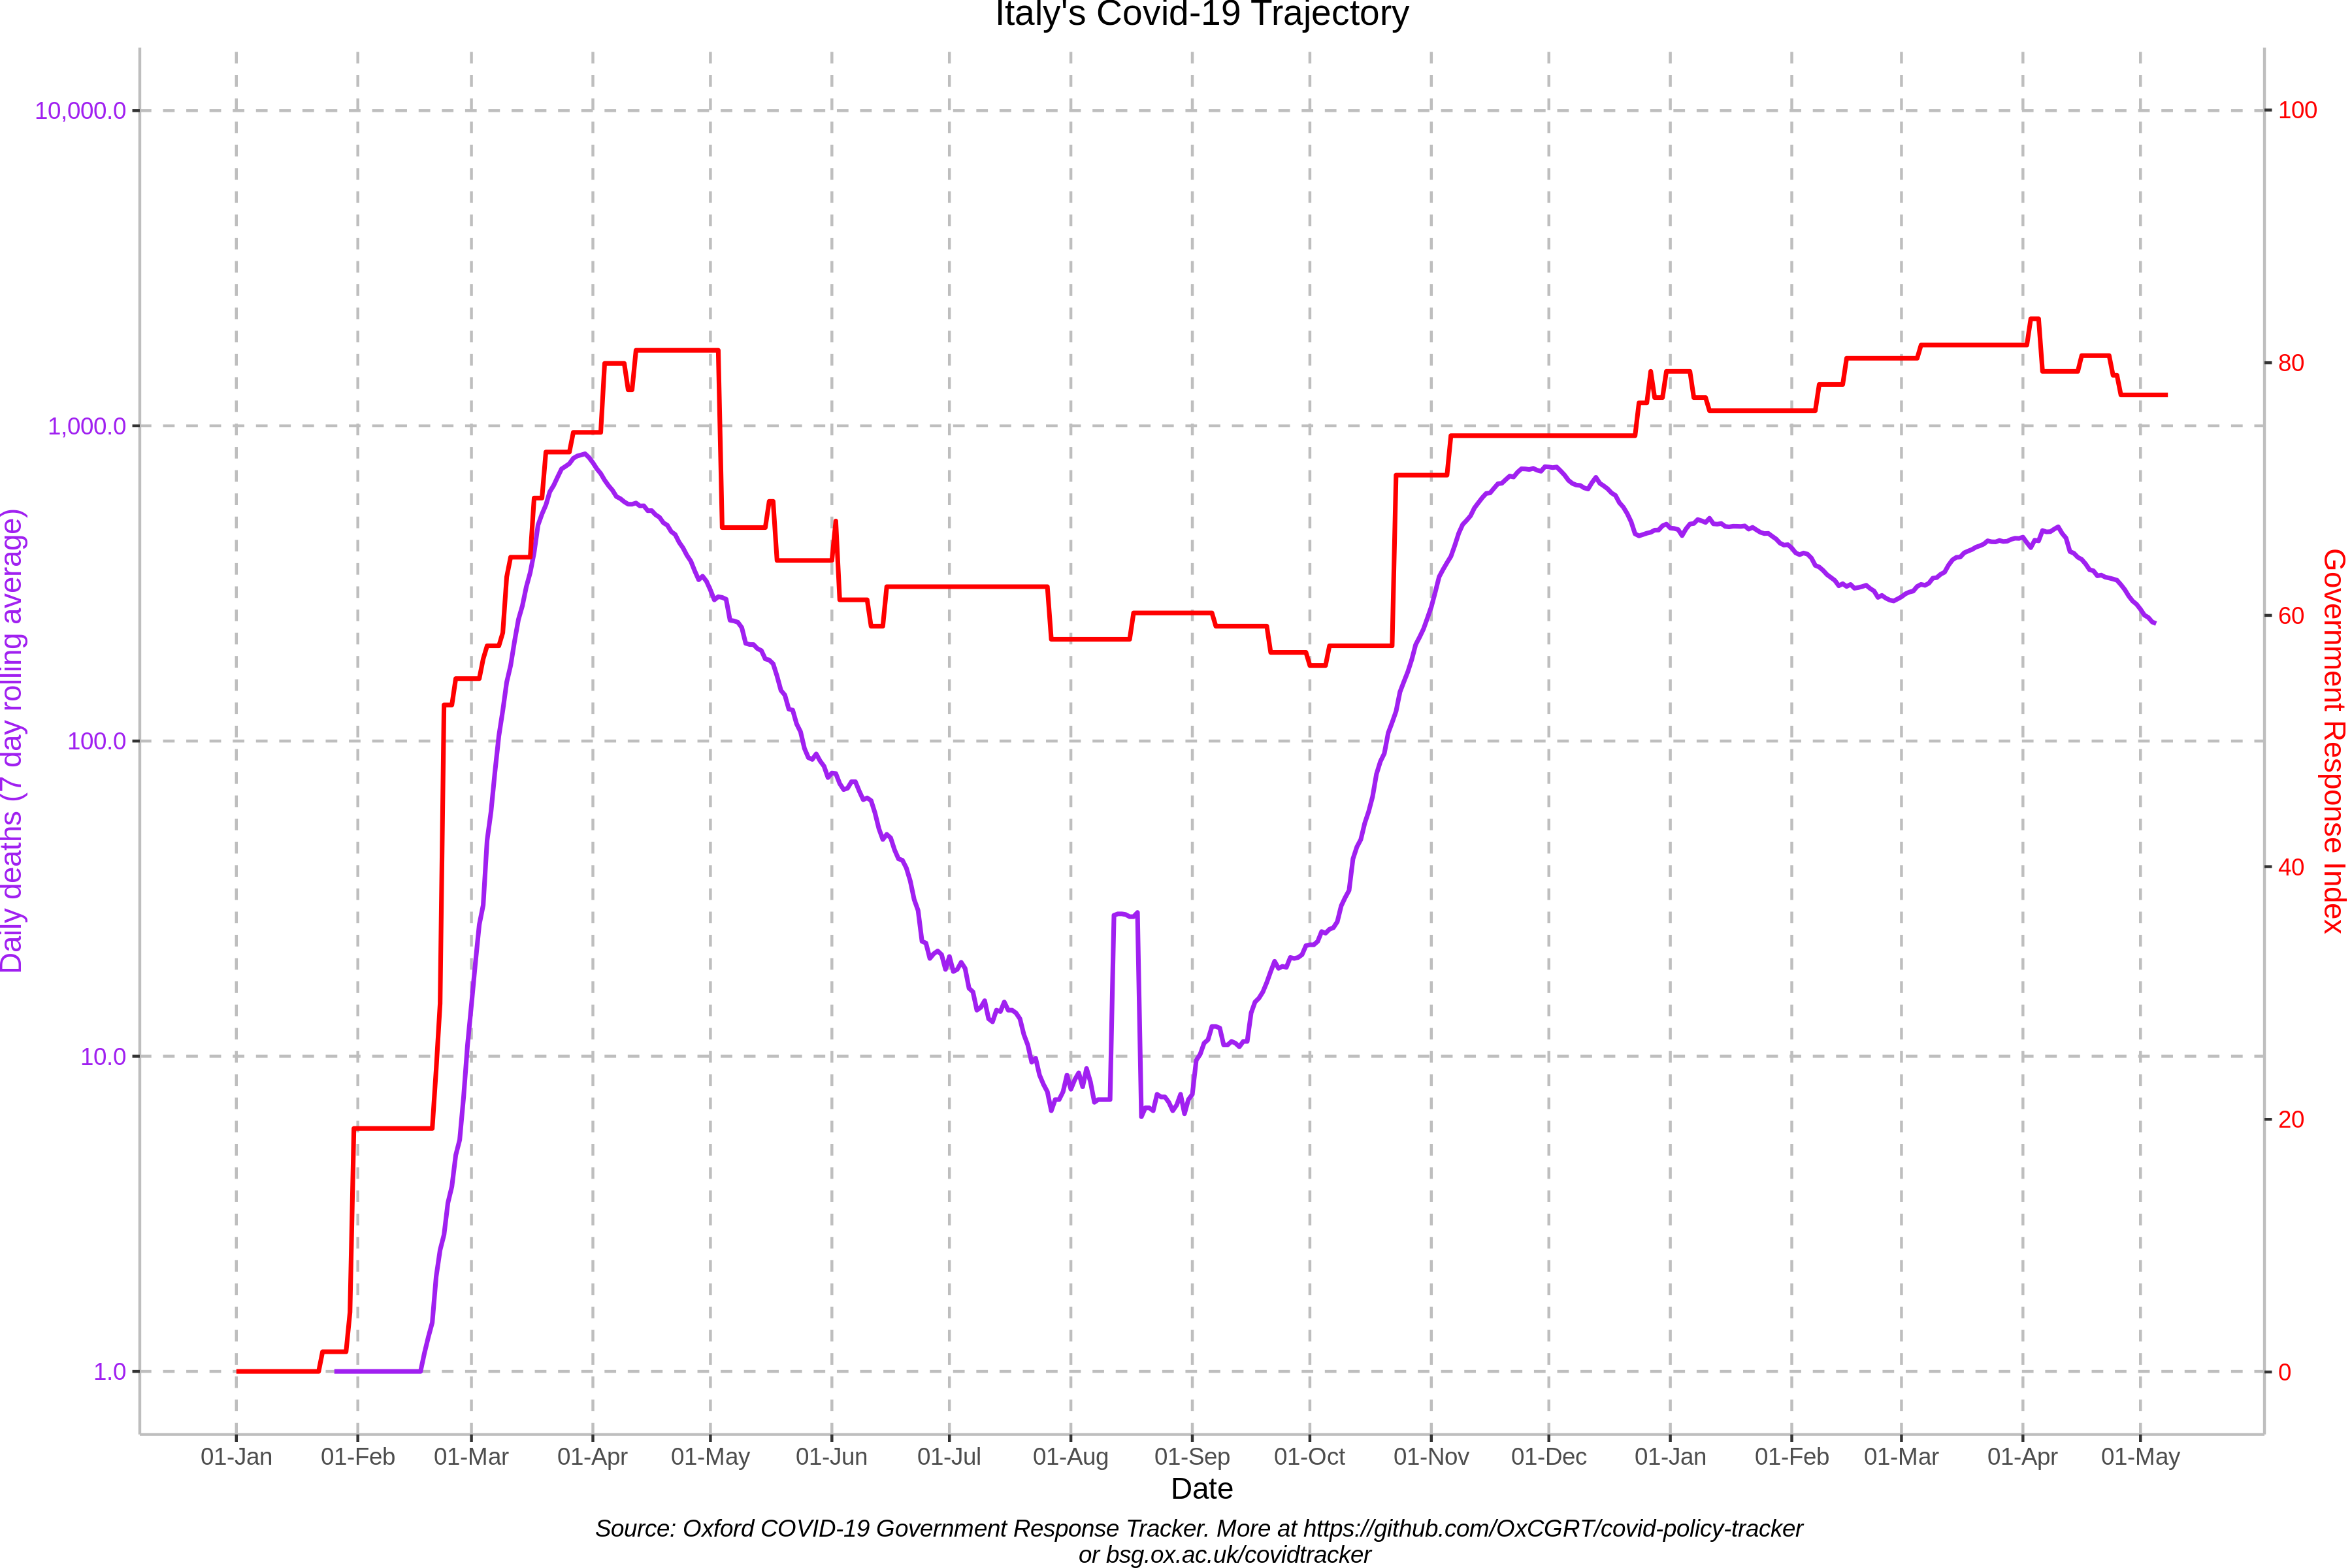 Italy's Covid-19 Trajectory
10,000.0
1,000.0
100.0
10.0
1.0
Daily deaths (7 day rolling average)
100
80
60
40
20
0
Government Response Index
01-Jan 01-Feb 01-Mar 01-Apr 01-May 01-Jun 01-Jul 01-Aug 01-Sep 01-Oct 01-Nov 01-Dec 01-Jan 01-Feb 01-Mar 01-Apr 01-May
Date
Source: Oxford COVID-19 Government Response Tracker. More at https://github.com/OxCGRT/covid-policy-tracker
or bsg.ox.ac.uk/covidtracker